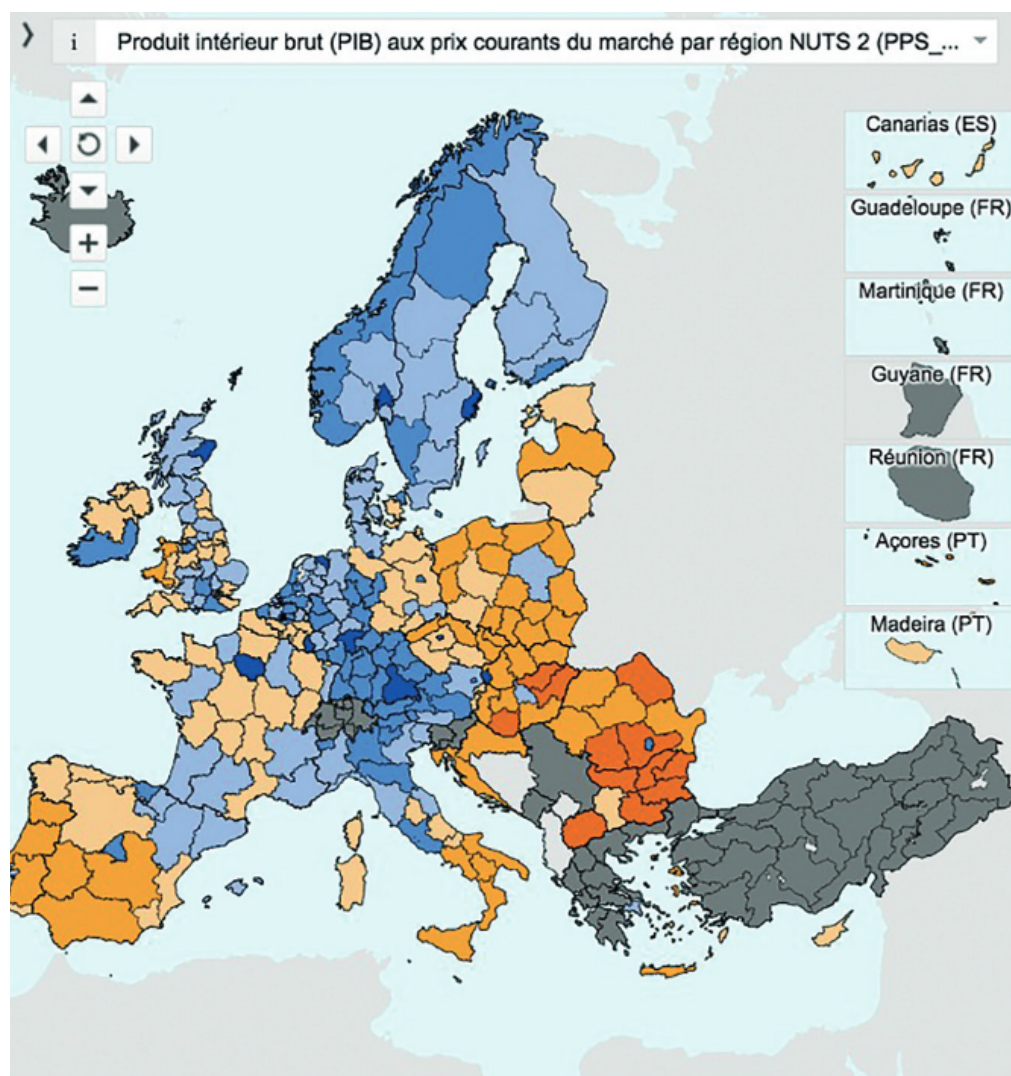 i Produit intérieur brut (PIB) aux prix courants du marché par région NUTS 2 (PPS_...
Canarias (ES)
Guadeloupe (FR)
Martinique (FR)
Guyane (FR)
Réunion (FR)
Açores (PT)
Madeira (PT)